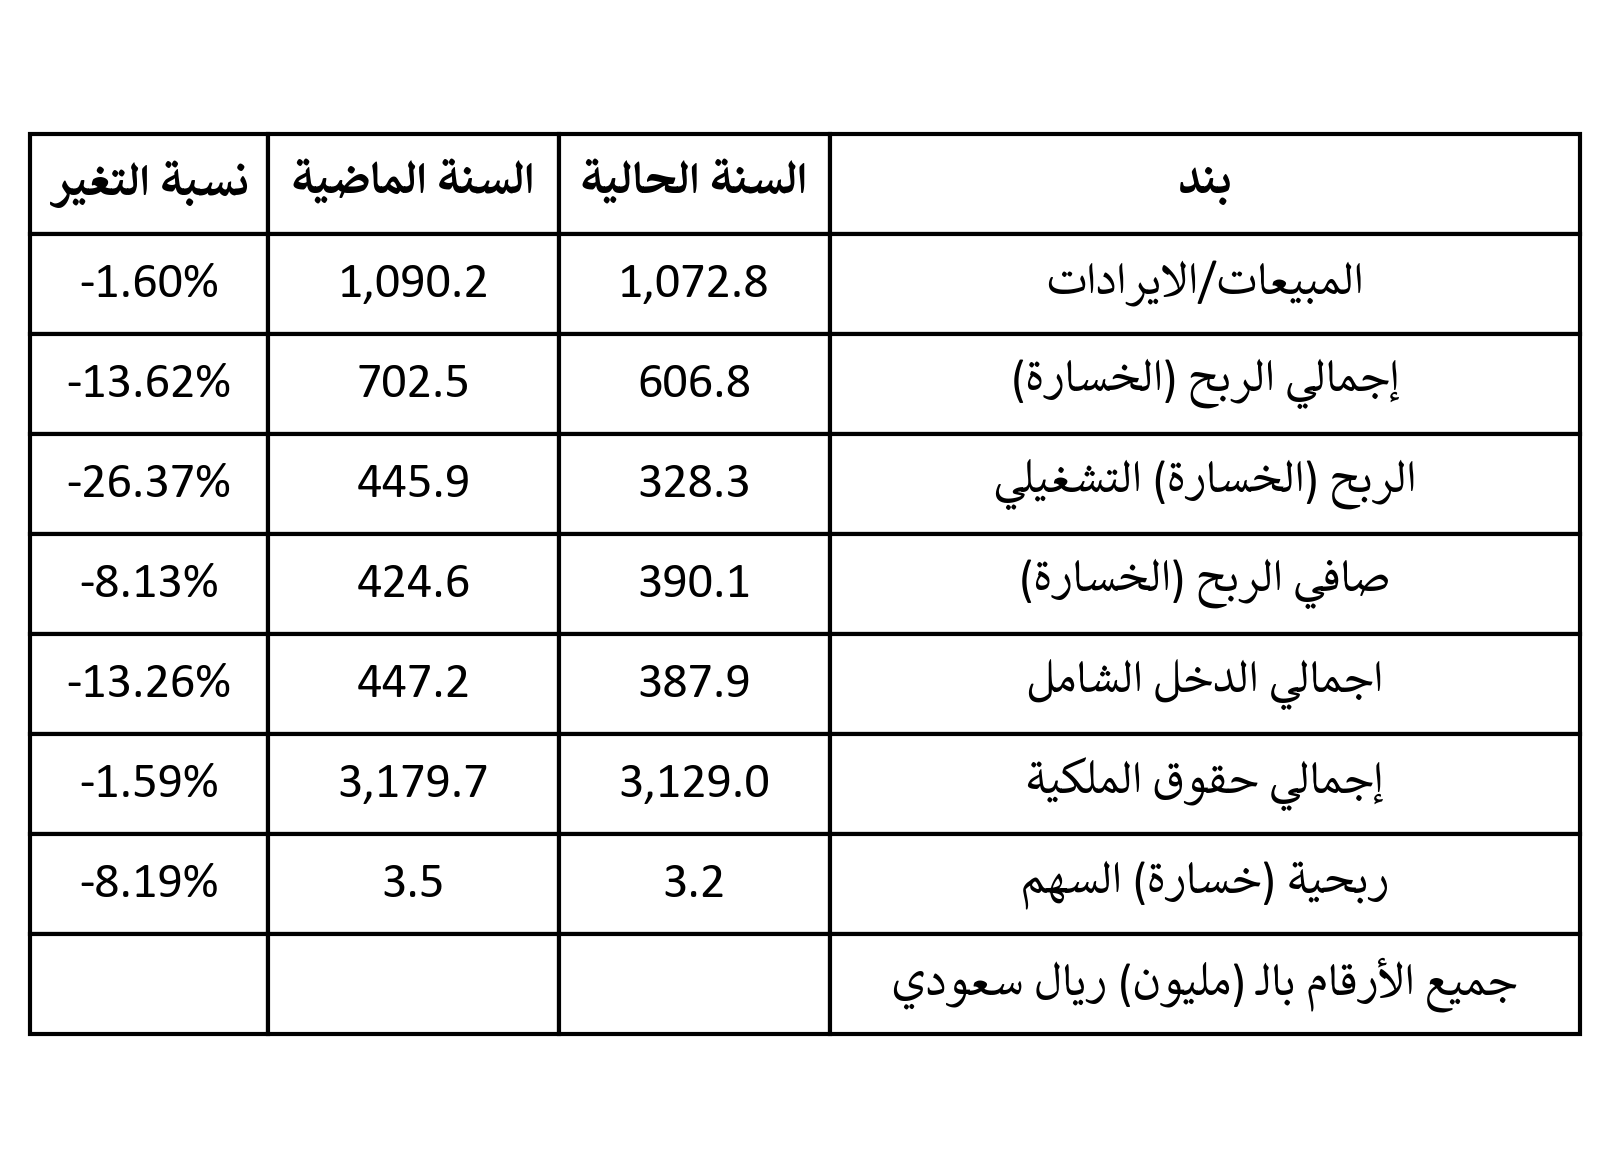 بند السنة الحالية السنة الماضية نسبة التغير
المبيعات/الايرادات 1,072.8 1,090.2 -1.60%
إجمالي الربح (الخسارة) 606.8 702.5 -13.62%
الربح (الخسارة) التشغيلي 328.3 445.9 -26.37%
صافي الربح (الخسارة) 390.1 424.6 -8.13%
اجمالي الدخل الشامل 387.9 447.2 -13.26%
إجمالي حقوق الملكية 3,129.0 3,179.7 -1.59%
ربحية (خسارة) السهم 3.2 3.5 -8.19%
جميع الأرقام بالـ (مليون) ريال سعودي